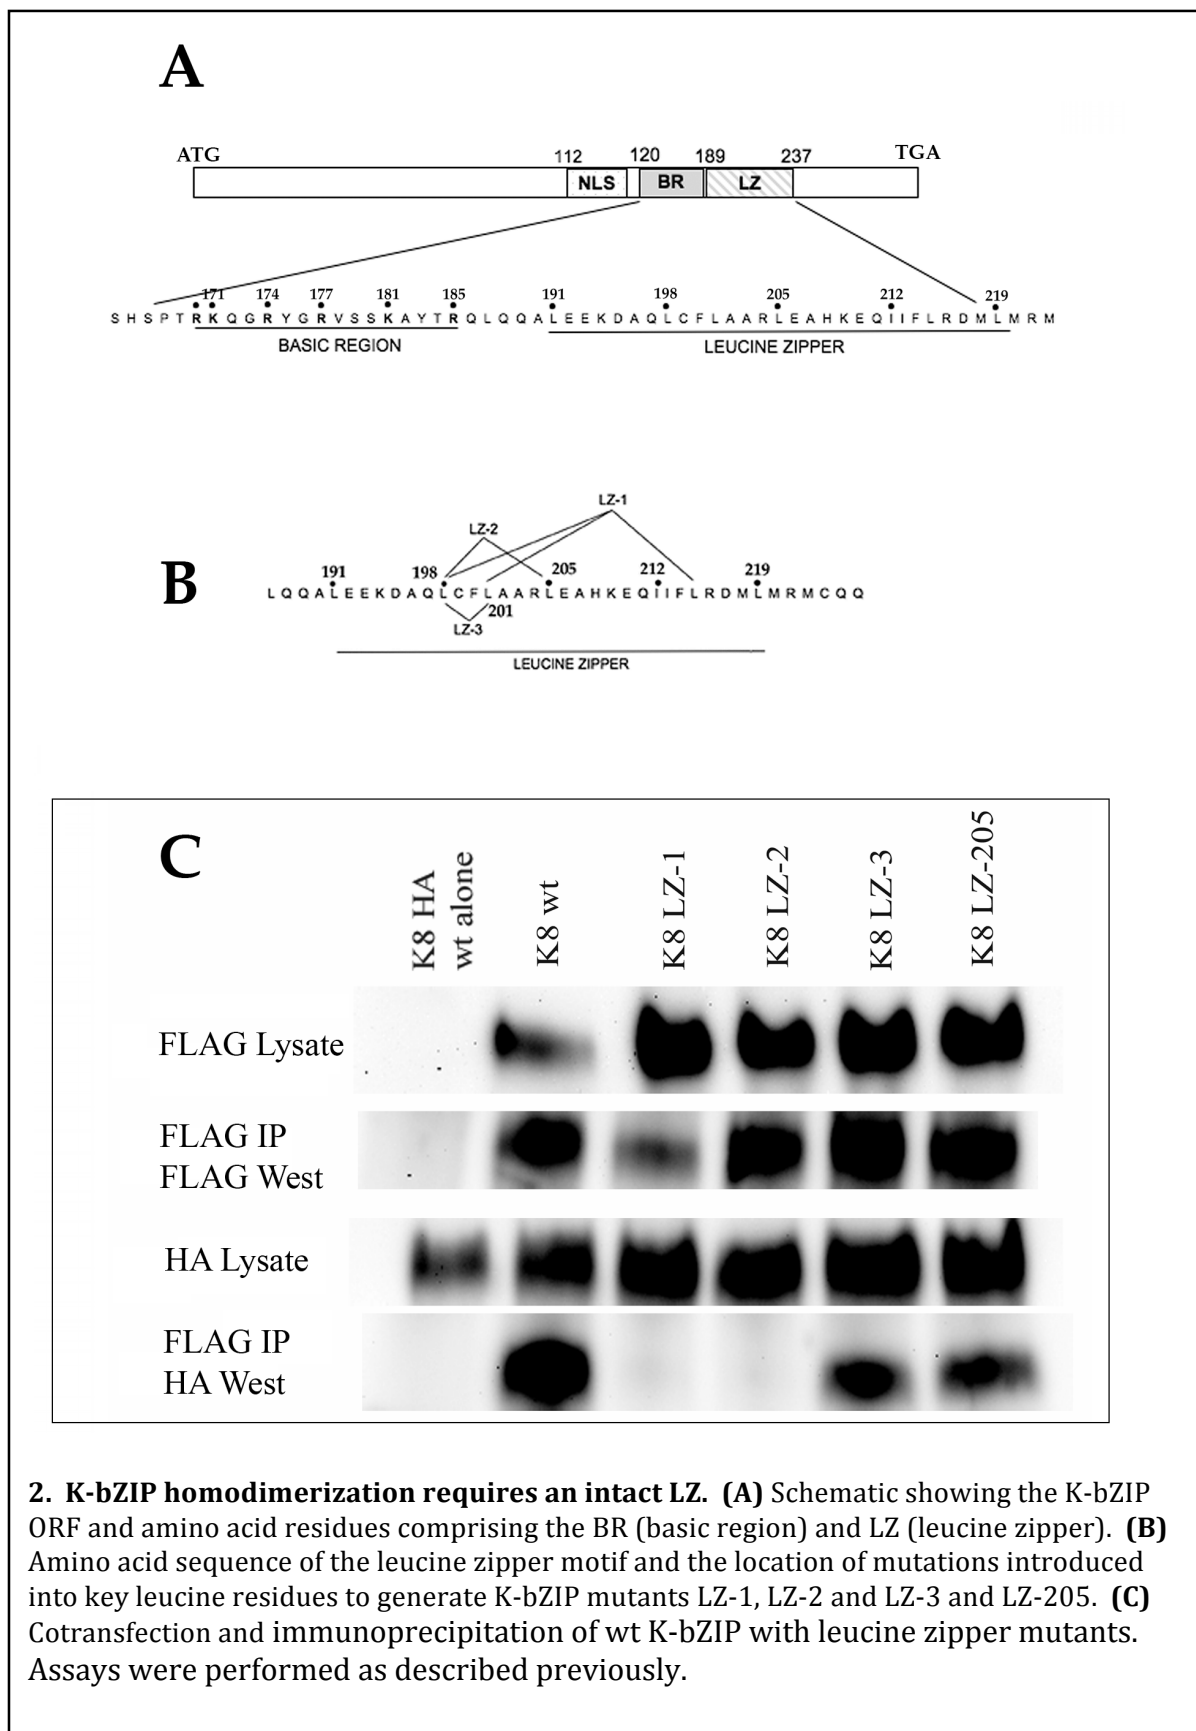 A
ATG
112
120
189
237
TGA
NLS
BR
LZ
171
174
177
181
185
191
198
205
212
219
S H S P T R K Q G R Y G R V S S K A Y T R Q L Q Q A L E E K D A Q L C F L A A R L E A H K E Q I I F L R D M L M R M
BASIC REGION
LEUCINE ZIPPER
LZ-1
LZ-2
B
191
198
205
212
219
L Q Q A L E E K D A Q L C F L A A R L E A H K E Q I I F L R D M L M R M C Q Q
201
LZ-3
LEUCINE ZIPPER
C
K8 HA
wt alone
K8 wt
K8 LZ-1
K8 LZ-2
K8 LZ-3
K8 LZ-205
FLAG Lysate
FLAG IP
FLAG West
HA Lysate
FLAG IP
HA West
2. K-bZIP homodimerization requires an intact LZ. (A) Schematic showing the K-bZIP
ORF and amino acid residues comprising the BR (basic region) and LZ (leucine zipper). (B)
Amino acid sequence of the leucine zipper motif and the location of mutations introduced
into key leucine residues to generate K-bZIP mutants LZ-1, LZ-2 and LZ-3 and LZ-205. (C)
Cotransfection and immunoprecipitation of wt K-bZIP with leucine zipper mutants.
Assays were performed as described previously.